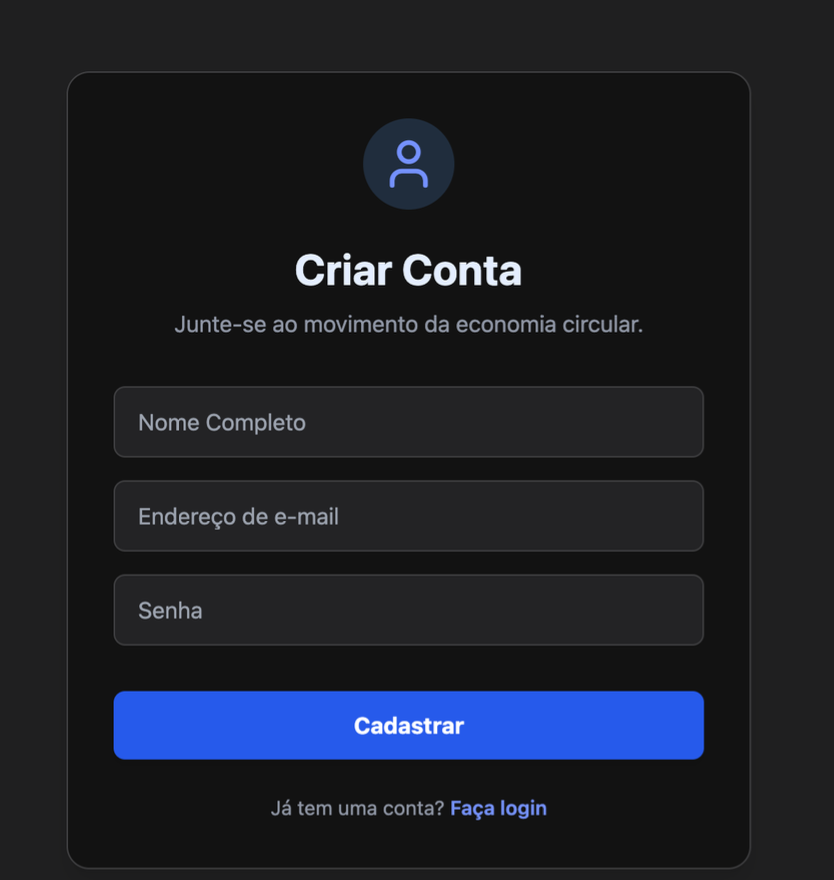 Criar Conta
Junte-se ao movimento da economia circular.
Nome Completo
Endereço de e-mail
Senha
Cadastrar
Já tem uma conta? Faça login